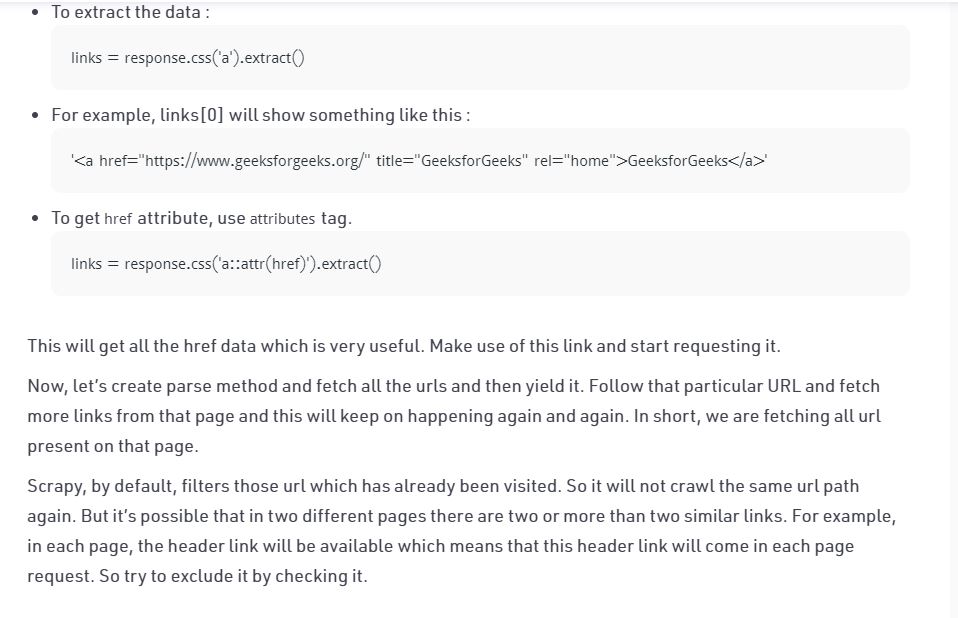 To extract the data :
links = response.css('a').extract()
For example, links[0] will show something like this :
'<a href="https://www.geeksforgeeks.org/" title="GeeksforGeeks" rel="home">GeeksforGeeks</a>'
To get href attribute, use attributes tag.
links = response.css('a::attr(href)').extract()
This will get all the href data which is very useful. Make use of this link and start requesting it.
Now, let’s create parse method and fetch all the urls and then yield it. Follow that particular URL and fetch
more links from that page and this will keep on happening again and again. In short, we are fetching all url
present on that page.
Scrapy, by default, filters those url which has already been visited. So it will not crawl the same url path
again. But it’s possible that in two different pages there are two or more than two similar links. For example,
in each page, the header link will be available which means that this header link will come in each page
request. So try to exclude it by checking it.